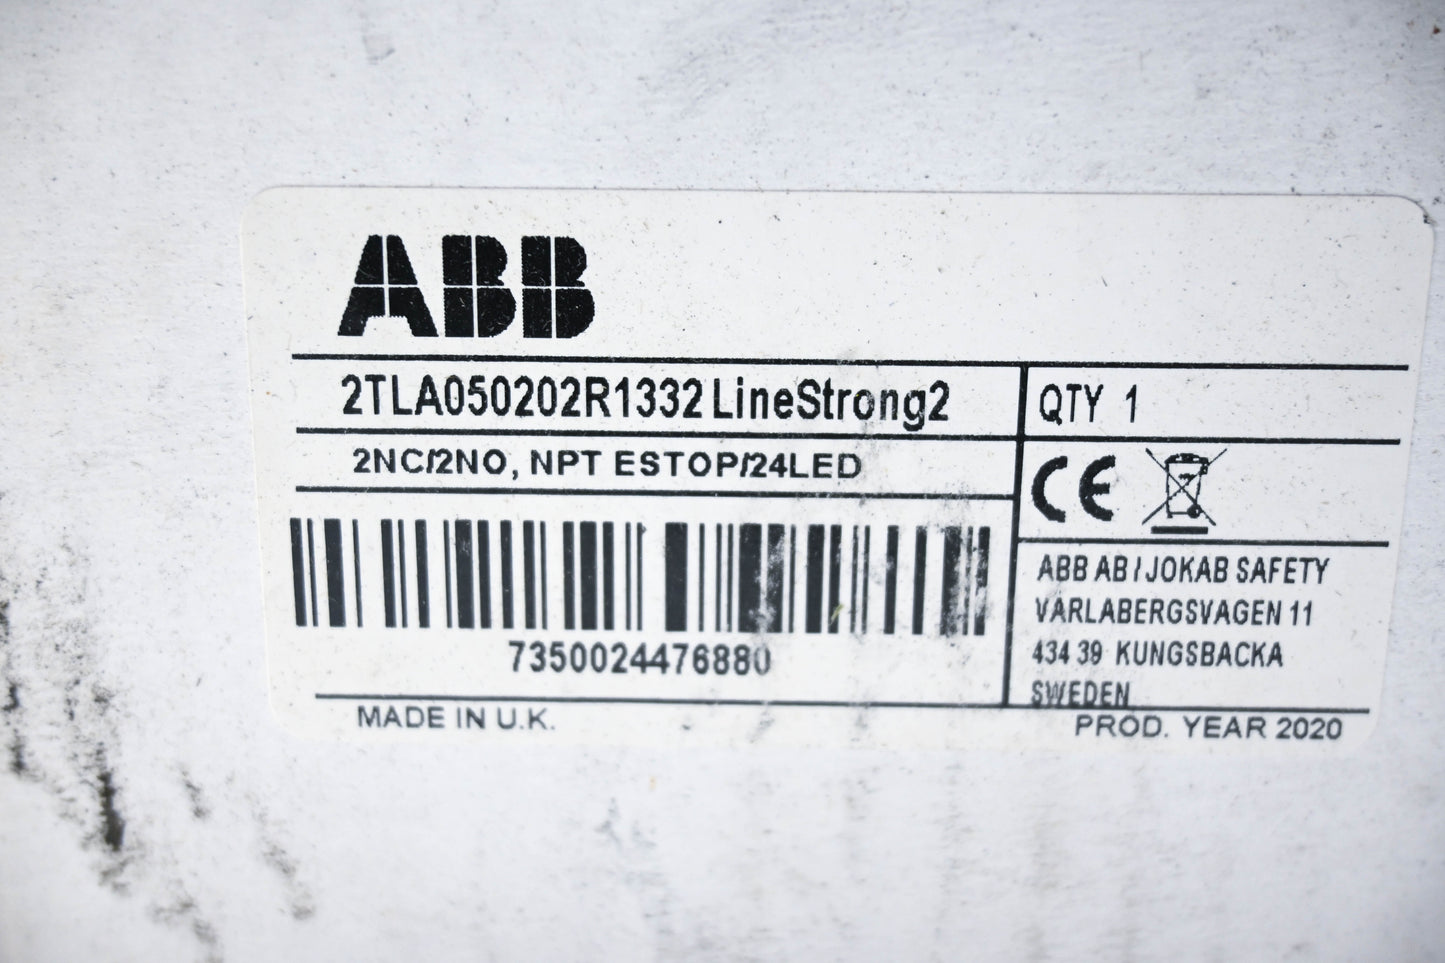 ABB
2TLA050202R1332 LineStrong2
QTY 1
2NC/2NO, NPT ESTOP/24LED
CE
7350024476880
ABB AB / JOKAB SAFETY
VARLABERGSVAGEN 11
434 39 KUNGSBACKA
SWEDEN
MADE IN U.K.
PROD. YEAR 2020